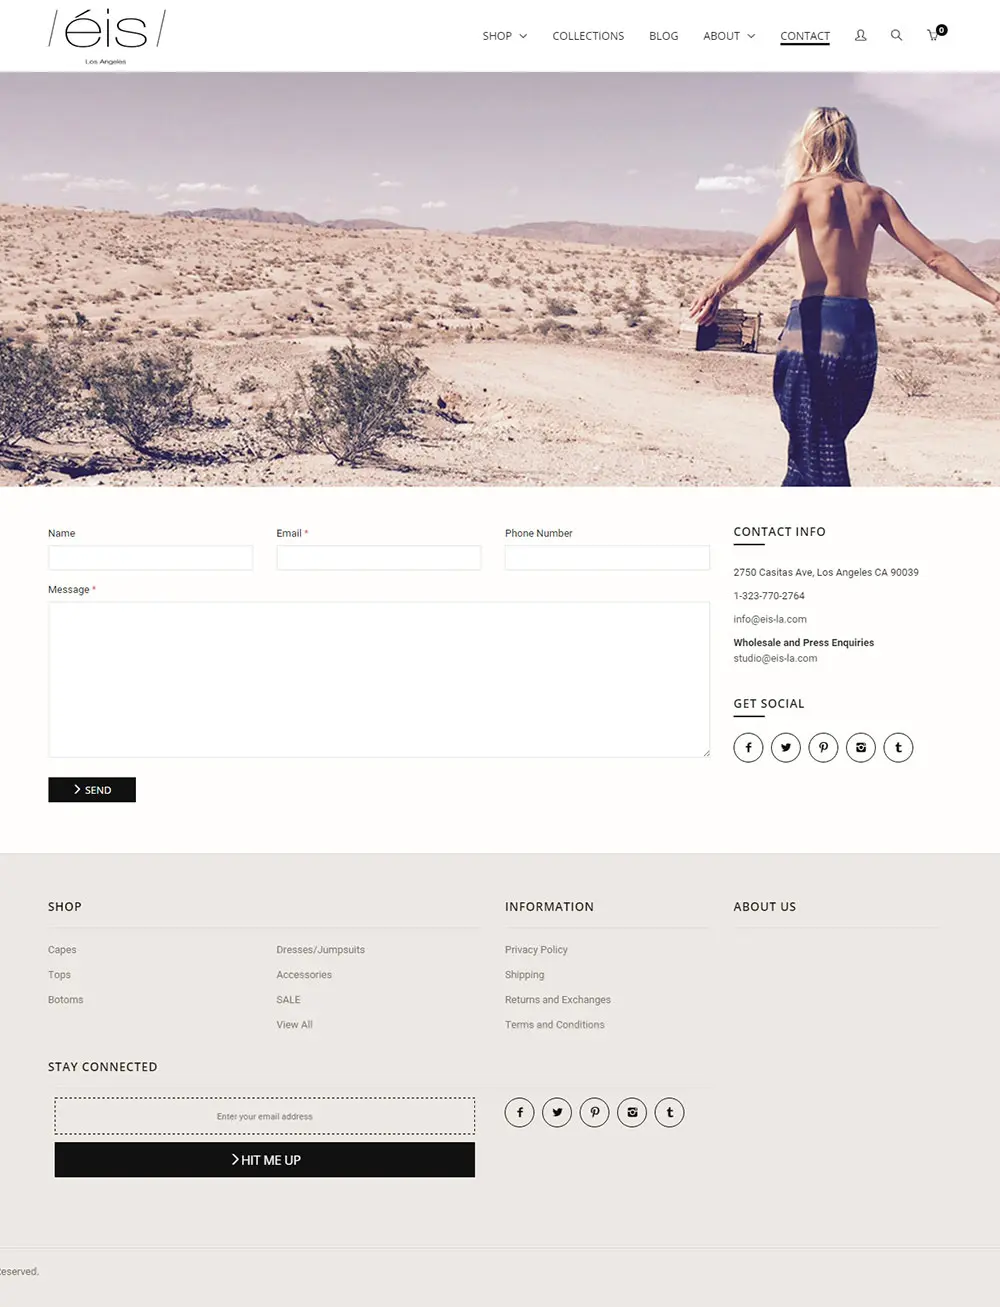 /éis/
Los Angeles
SHOP COLLECTIONS BLOG ABOUT CONTACT 0
Name Email * Phone Number
Message *
> SEND
CONTACT INFO
2750 Casitas Ave, Los Angeles CA 90039
1-323-770-2764
info@eis-la.com
Wholesale and Press Enquiries
studio@eis-la.com
GET SOCIAL
SHOP
Capes
Tops
Botoms
Dresses/Jumpsuits
Accessories
SALE
View All
INFORMATION
Privacy Policy
Shipping
Returns and Exchanges
Terms and Conditions
ABOUT US
STAY CONNECTED
Enter your email address
> HIT ME UP
eserved.